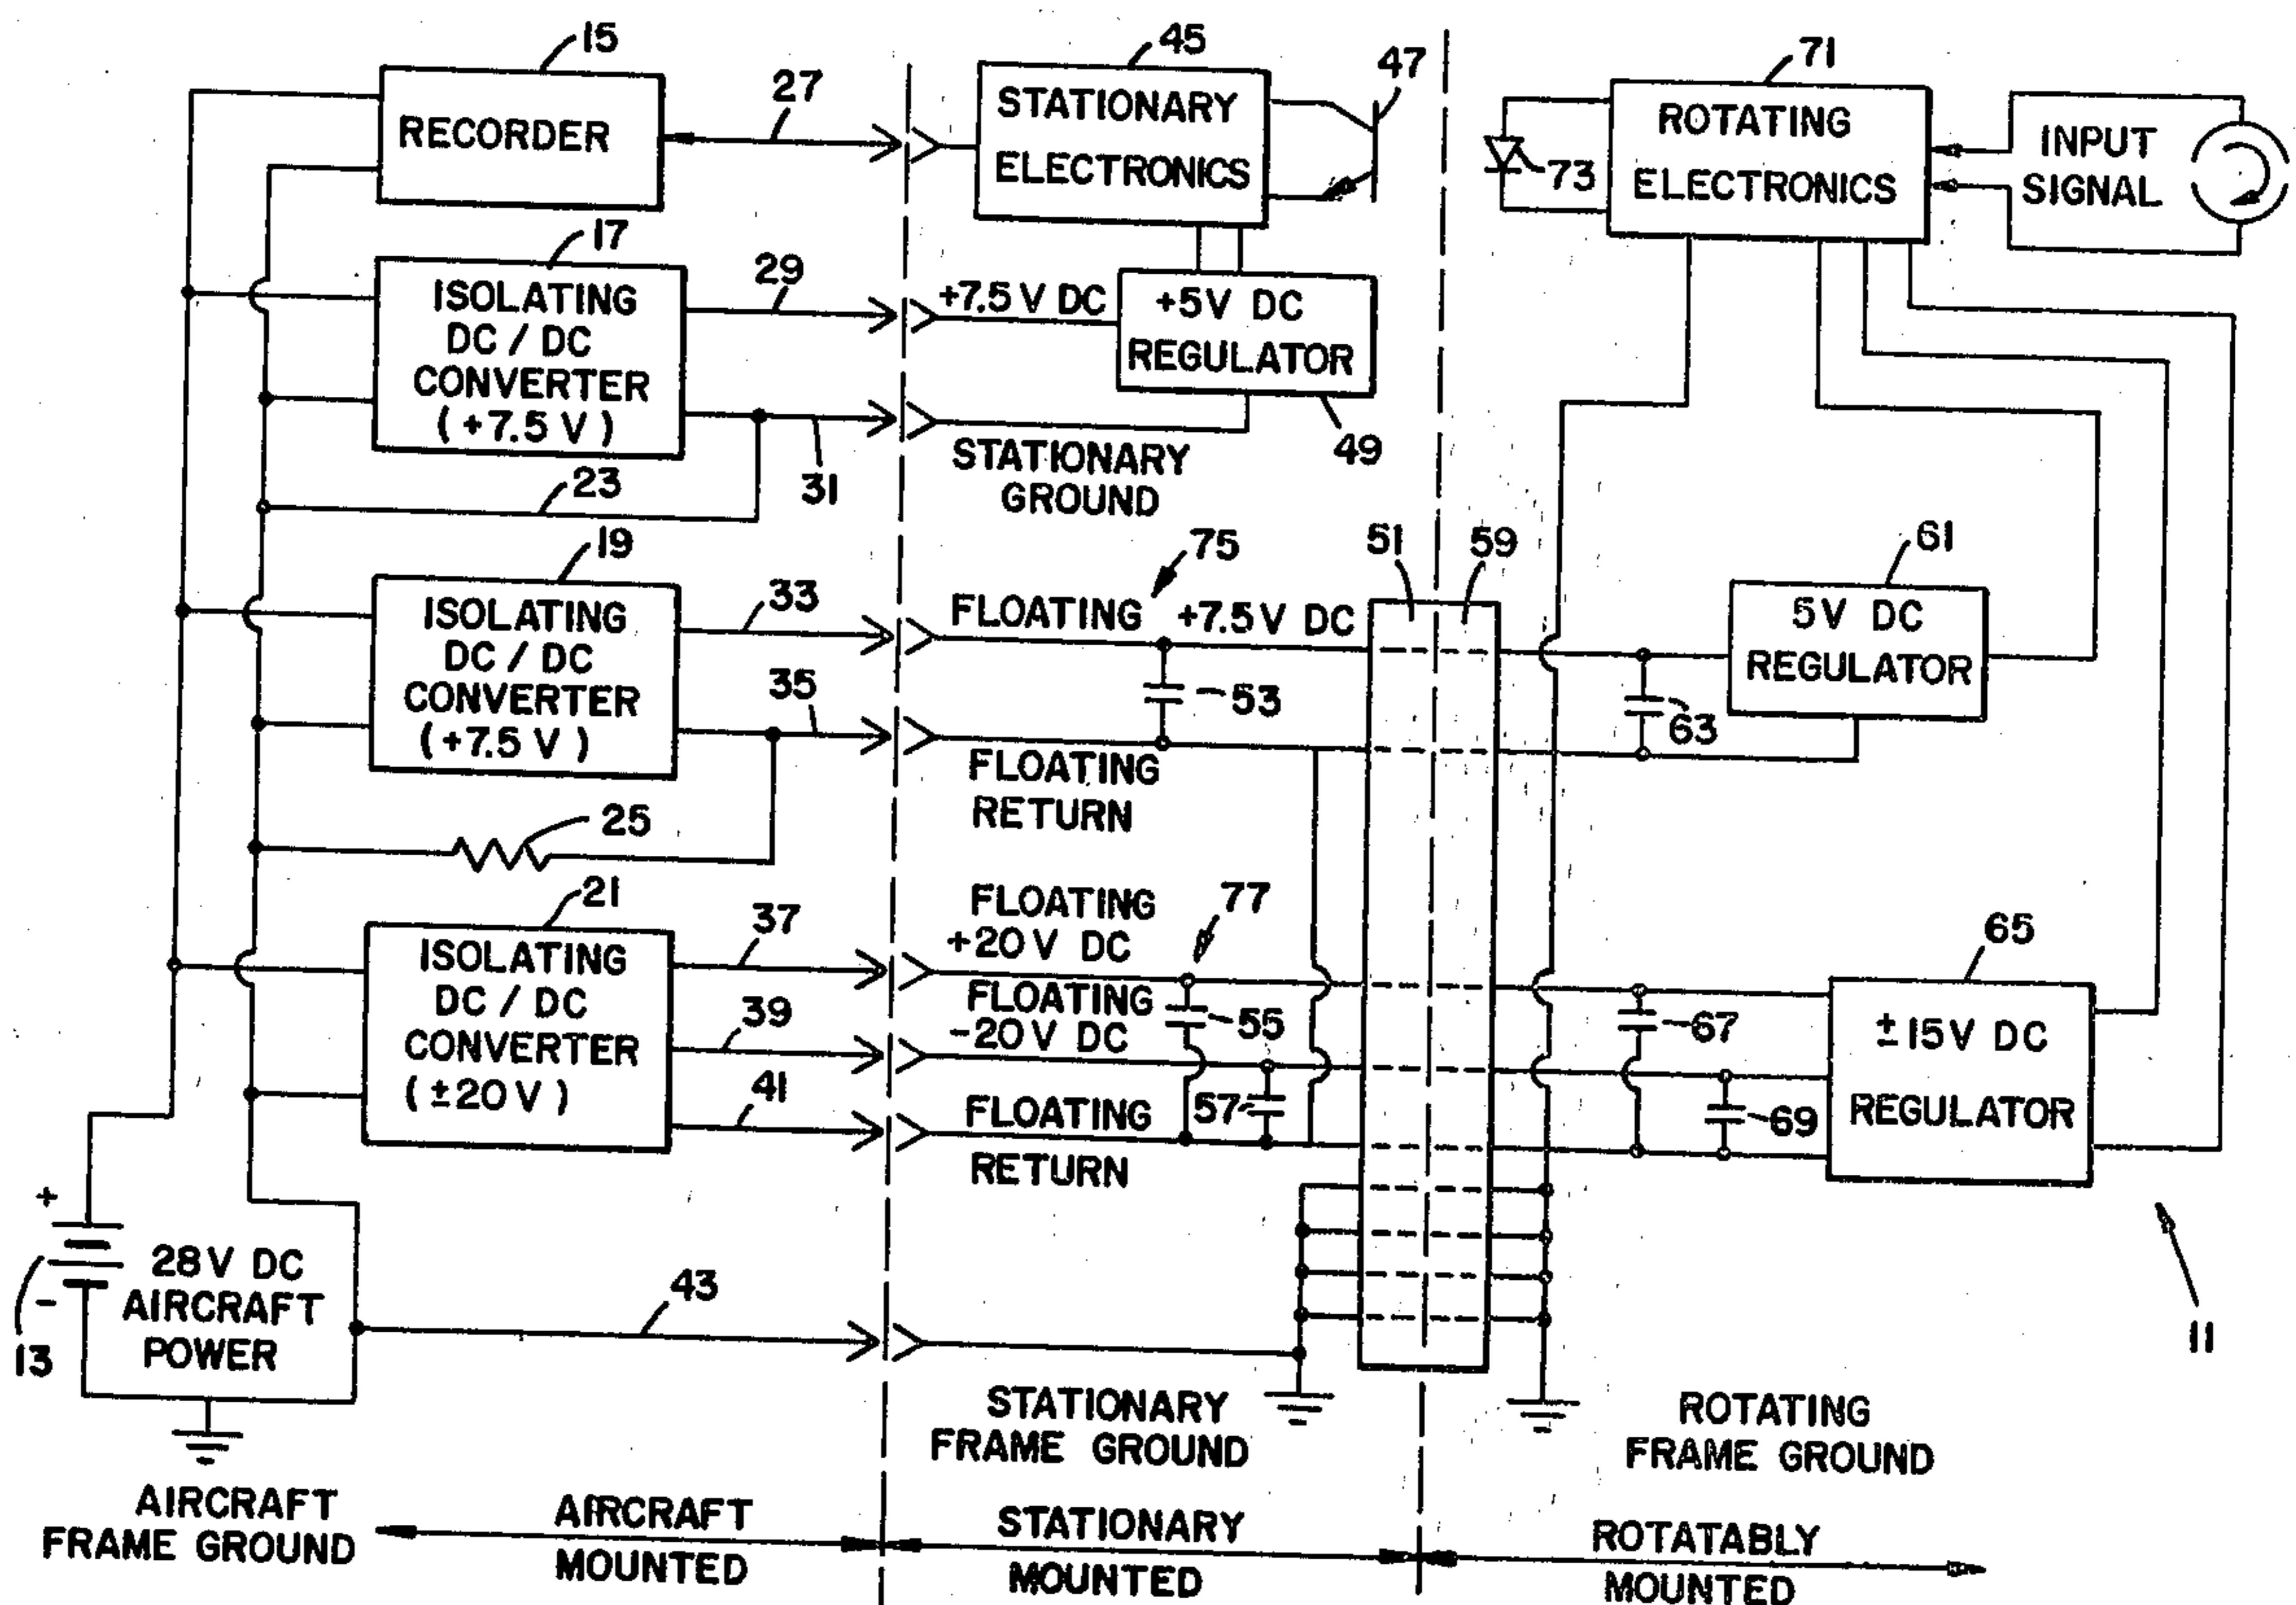 15
RECORDER
27
45
STATIONARY
ELECTRONICS
47
71
ROTATING
ELECTRONICS
73
INPUT
SIGNAL
17
ISOLATING
DC / DC
CONVERTER
(+7.5 V)
29
+7.5 V DC
+5V DC
REGULATOR
49
31
STATIONARY
GROUND
23
19
ISOLATING
DC / DC
CONVERTER
(+7.5 V)
33
FLOATING
75
+7.5 V DC
51
59
61
5V DC
REGULATOR
35
53
63
FLOATING
RETURN
25
21
ISOLATING
DC / DC
CONVERTER
(±20 V)
37
FLOATING
+20 V DC
77
39
FLOATING
-20 V DC
55
57
67
69
65
±15V DC
REGULATOR
41
FLOATING
RETURN
+
-
13
28V DC
AIRCRAFT
POWER
43
11
STATIONARY
FRAME GROUND
ROTATING
FRAME GROUND
AIRCRAFT
FRAME GROUND
AIRCRAFT
MOUNTED
STATIONARY
MOUNTED
ROTATABLY
MOUNTED